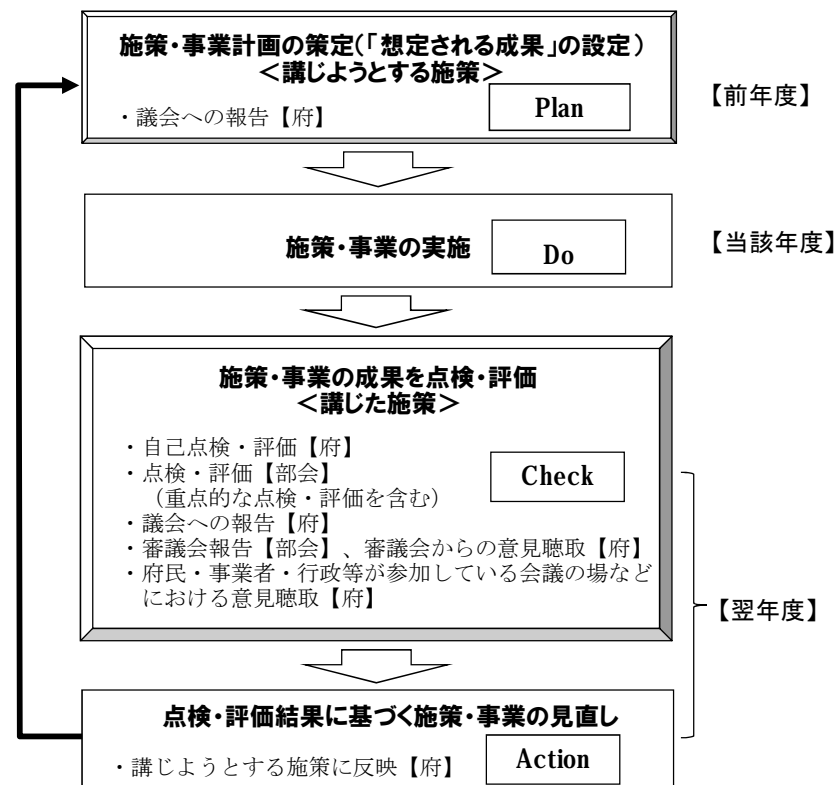 施策・事業計画の策定(「想定される成果」の設定)
<講じようとする施策>
・議会への報告【府】
Plan
【前年度】
施策・事業の実施
Do
【当該年度】
施策・事業の成果を点検・評価
<講じた施策>
・自己点検・評価【府】
・点検・評価【部会】
(重点的な点検・評価を含む)
・議会への報告【府】
・審議会報告【部会】、審議会からの意見聴取【府】
・府民・事業者・行政等が参加している会議の場など
における意見聴取【府】
Check
【翌年度】
点検・評価結果に基づく施策・事業の見直し
・講じようとする施策に反映【府】
Action